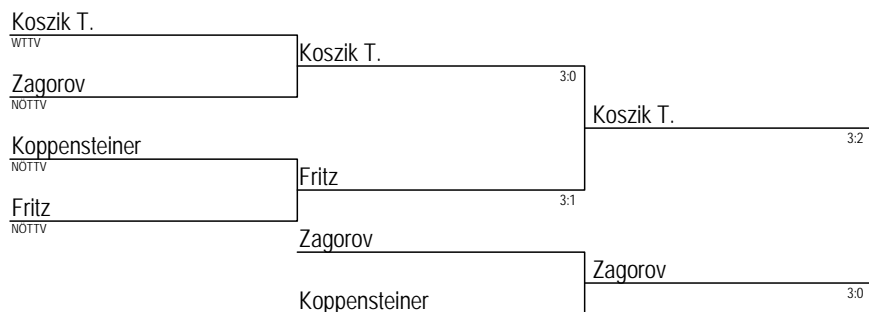 Koszik T.
WTTV
Koszik T.
3:0
Zagorov
NÖTTV
Koszik T.
3:2
Koppensteiner
NÖTTV
Fritz
3:1
Fritz
NÖTTV
Zagorov
Zagorov
3:0
Koppensteiner